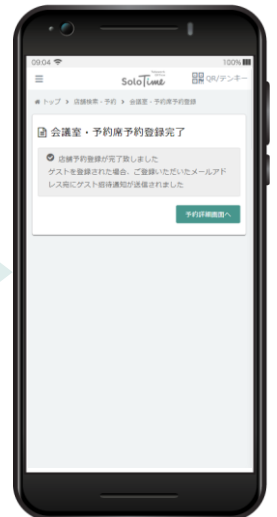 09:04 100%
SoloTime QR/テンキー
トップ > 店舗検索・予約 > 会議室・予約席予約登録
会議室・予約席予約登録完了
店舗予約登録が完了致しました
ゲストを登録された場合、ご登録いただいたメールアド
レス宛にゲスト招待通知が送信されました
予約詳細画面へ